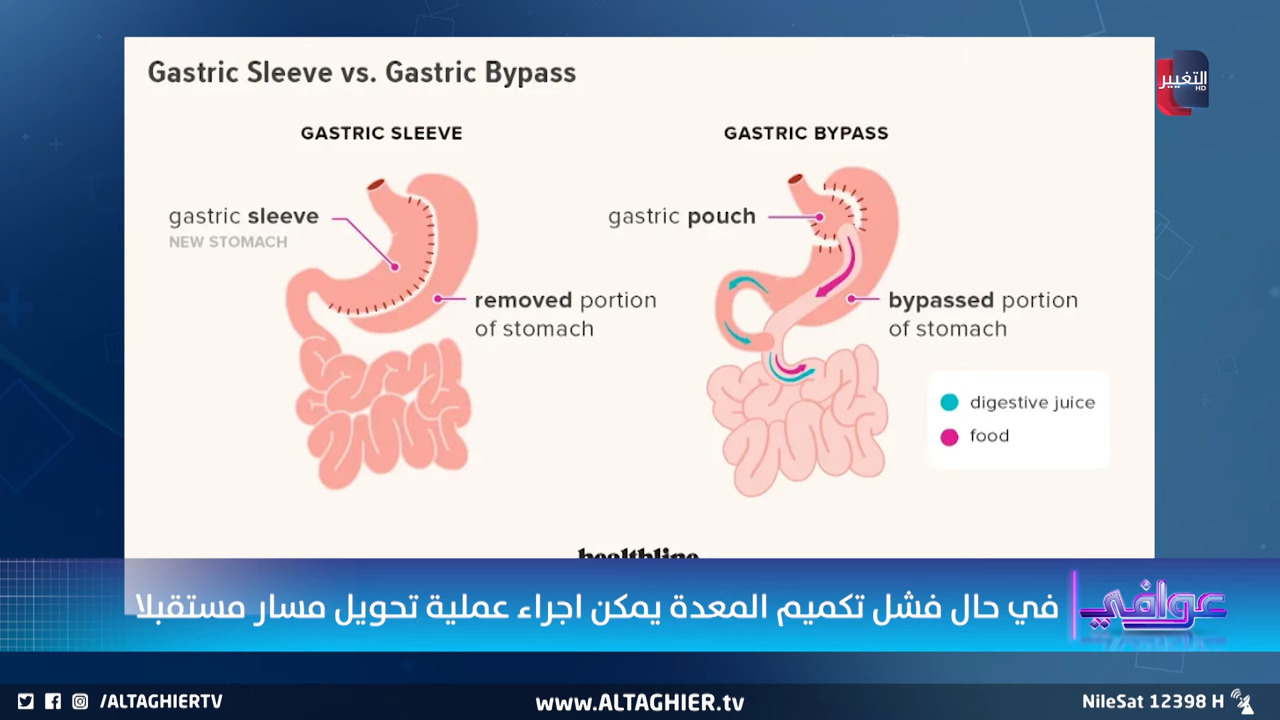 Gastric Sleeve vs. Gastric Bypass
التغيير
HD
GASTRIC SLEEVE
GASTRIC BYPASS
gastric sleeve
NEW STOMACH
removed portion
of stomach
gastric pouch
bypassed portion
of stomach
digestive juice
food
healthline
عوافي
في حال فشل تكميم المعدة يمكن اجراء عملية تحويل مسار مستقبلا
/ALTAGHIERTV
www.ALTAGHIER.tv
NileSat 12398 H